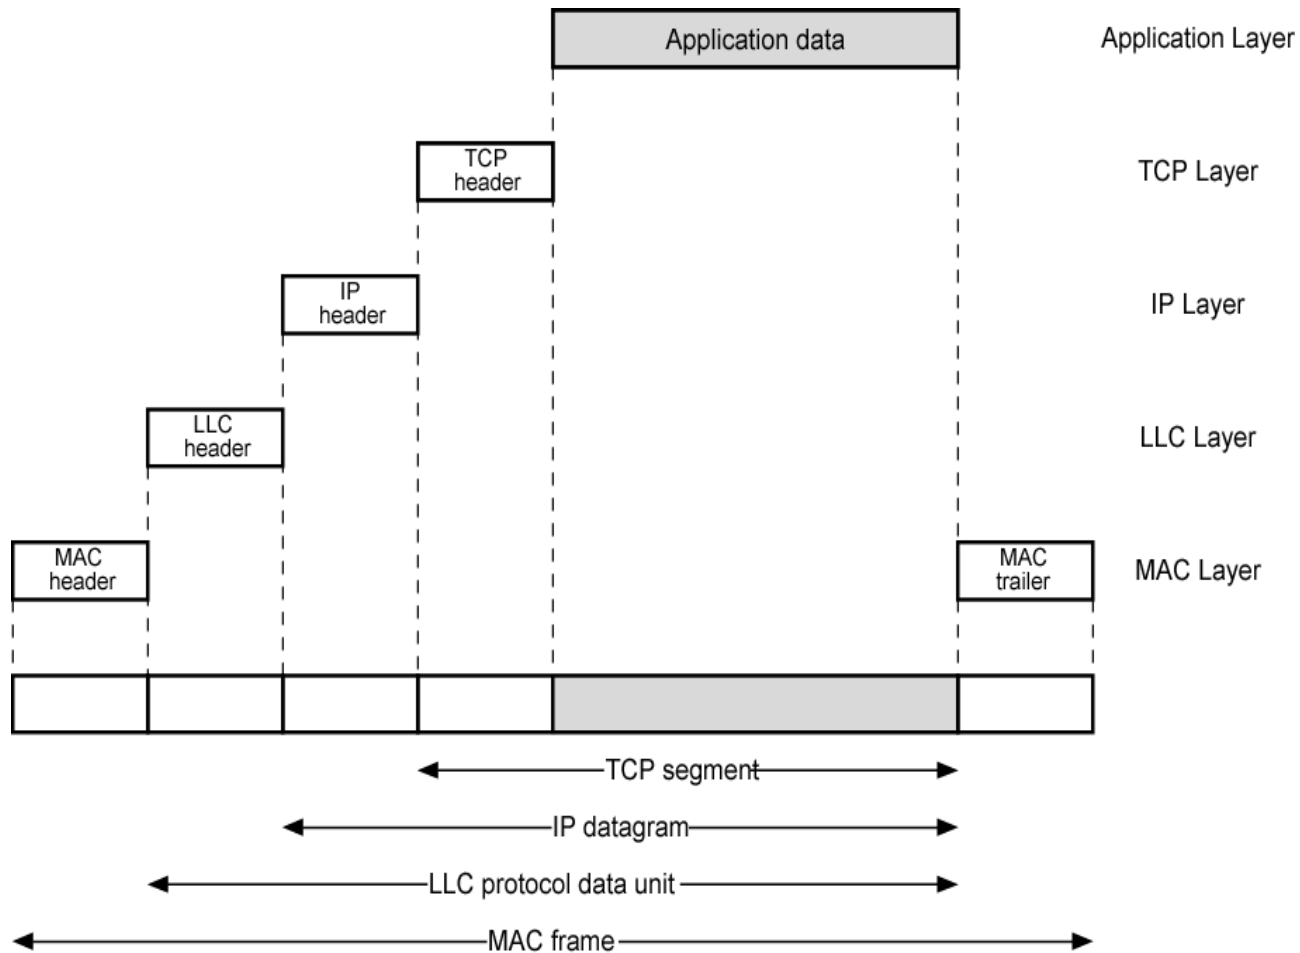 Application data
Application Layer
TCP
header
TCP Layer
IP
header
IP Layer
LLC
header
LLC Layer
MAC
header
MAC
trailer
MAC Layer
TCP segment
IP datagram
LLC protocol data unit
MAC frame